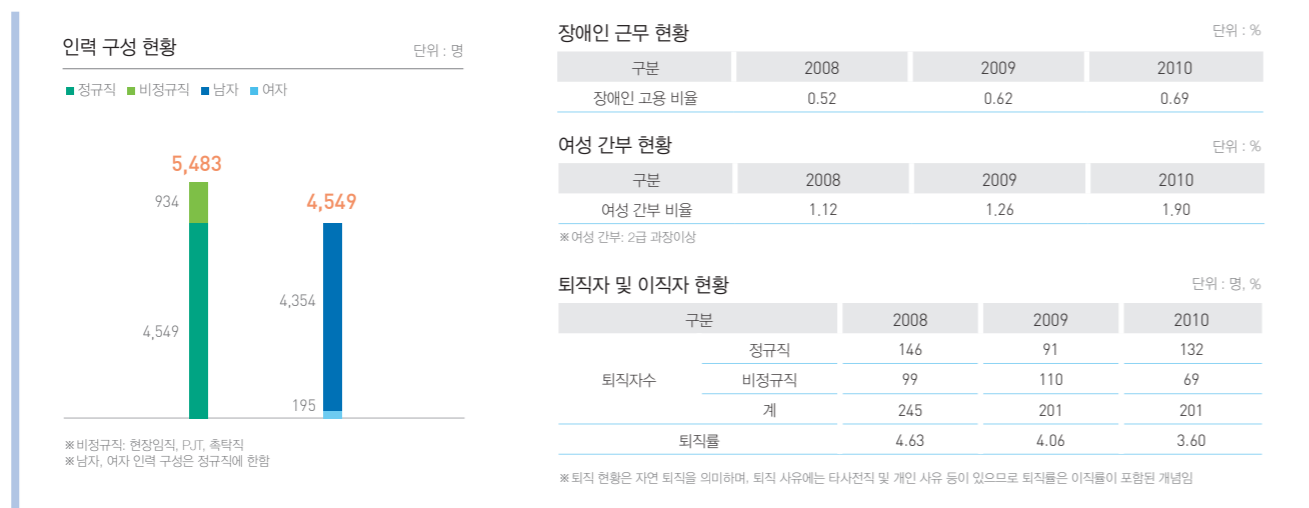 인력 구성 현황
단위 : 명
정규직 비정규직 남자 여자
5,483
934
4,549
4,549
4,354
195
※비정규직: 현장임직, PJT, 촉탁직
※남자, 여자 인력 구성은 정규직에 한함
장애인 근무 현황
단위 : %
구분 2008 2009 2010
장애인 고용 비율 0.52 0.62 0.69
여성 간부 현황
단위 : %
구분 2008 2009 2010
여성 간부 비율 1.12 1.26 1.90
※여성 간부: 2급 과장이상
퇴직자 및 이직자 현황
단위 : 명, %
구분 2008 2009 2010
정규직 146 91 132
퇴직자수 비정규직 99 110 69
계 245 201 201
퇴직률 4.63 4.06 3.60
※퇴직 현황은 자연 퇴직을 의미하며, 퇴직 사유에는 타사전직 및 개인 사유 등이 있으므로 퇴직률은 이직률이 포함된 개념임